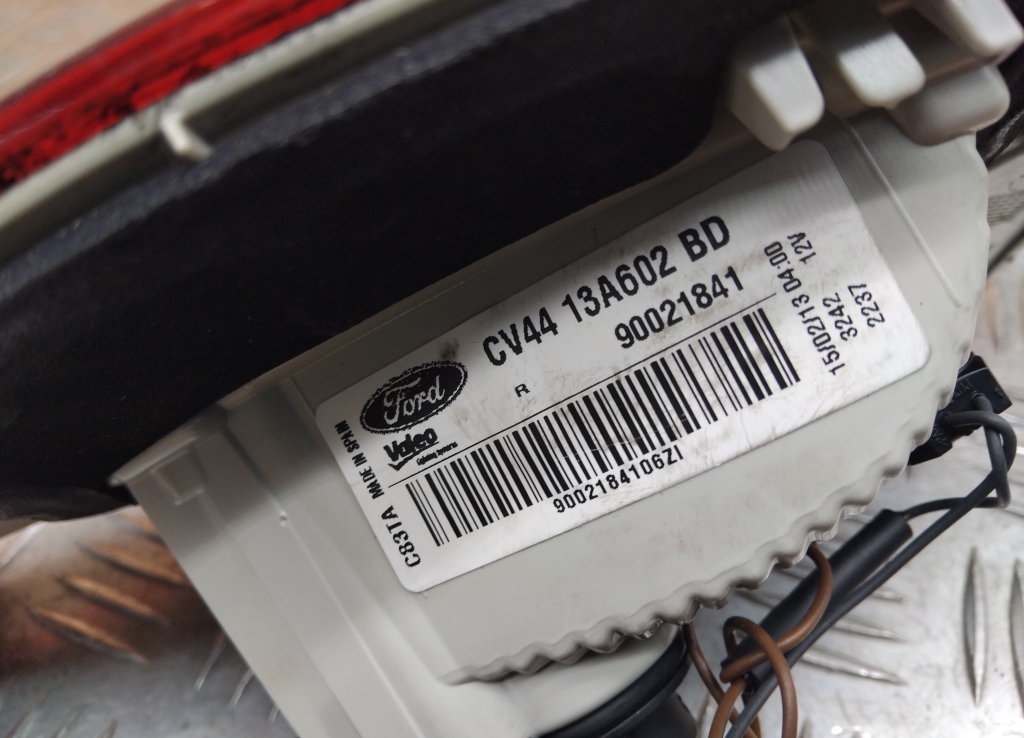 CV44 13A602 BD
90021841
R
Ford
Valeo
MADE IN SPAIN
C83TA
9002184106ZI
15/02/13 04:00
12V
3242
2237